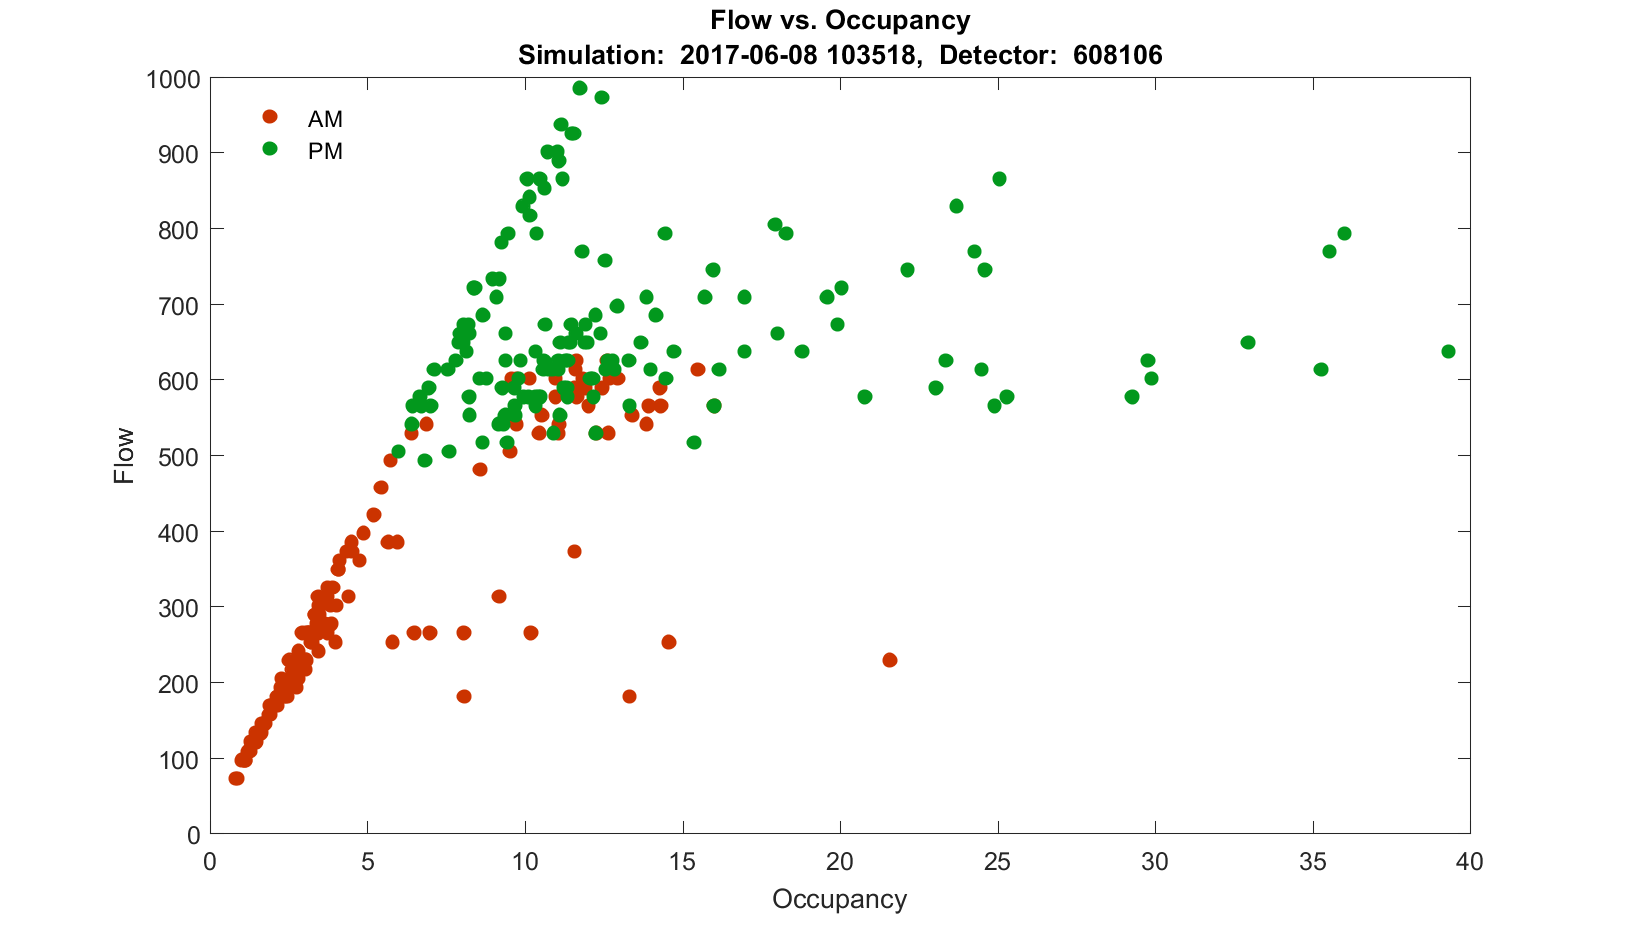 Flow vs. Occupancy
Simulation:  2017-06-08 103518,  Detector:  608106
1000
AM
PM
900
800
700
600
500
Flow
400
300
200
100
0
0 5 10 15 20 25 30 35 40
Occupancy